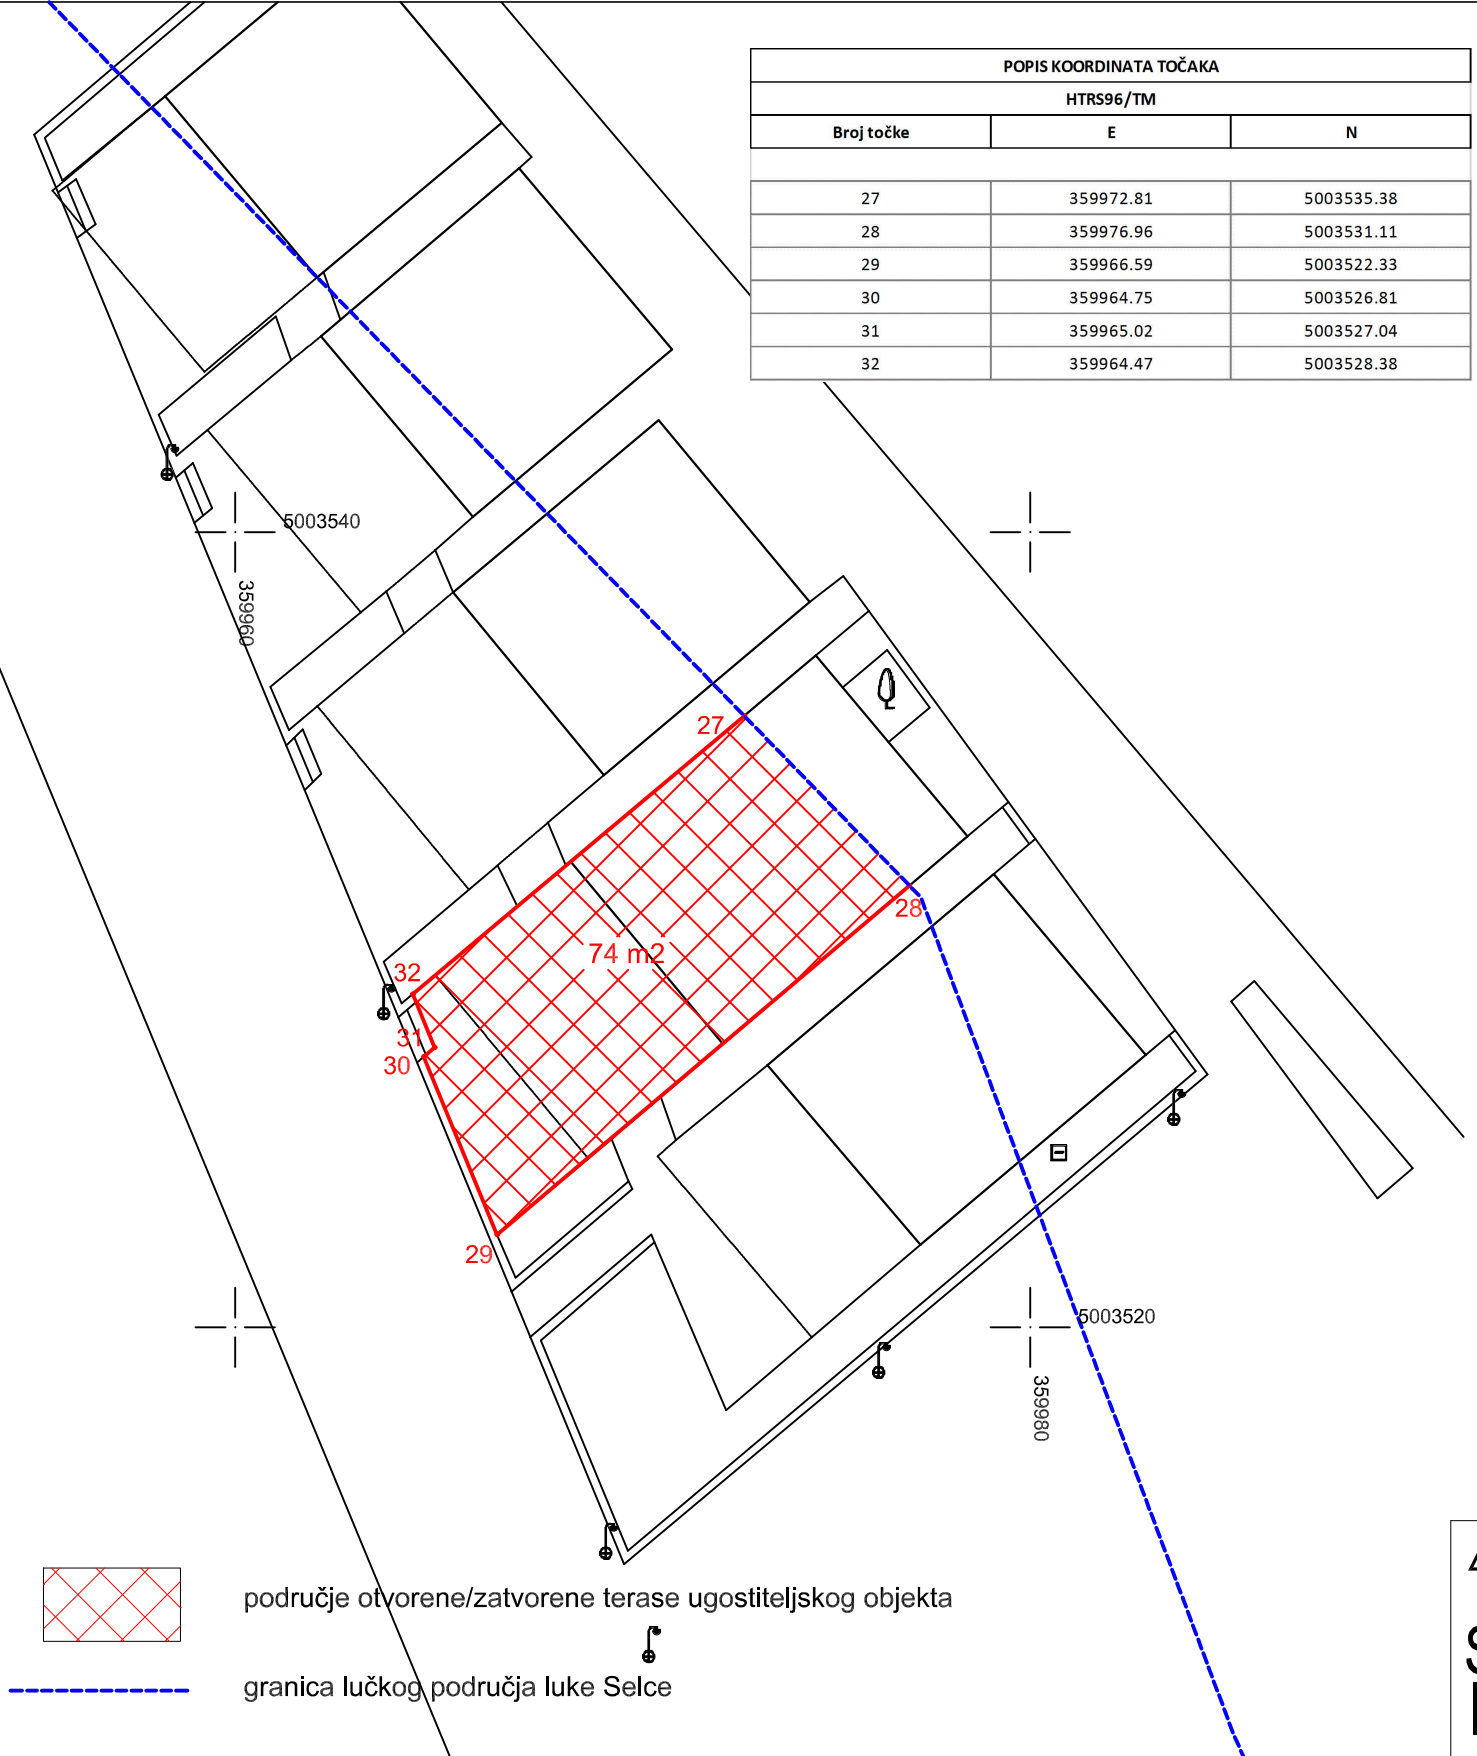 POPIS KOORDINATA TOČAKA
HTRS96/TM
Broj točke E N
27 359972.81 5003535.38
28 359976.96 5003531.11
29 359966.59 5003522.33
30 359964.75 5003526.81
31 359965.02 5003527.04
32 359964.47 5003528.38
5003540
359960
27
28
74 m2
32
31
30
29
5003520
359980
područje otvorene/zatvorene terase ugostiteljskog objekta
granica lučkog područja luke Selce